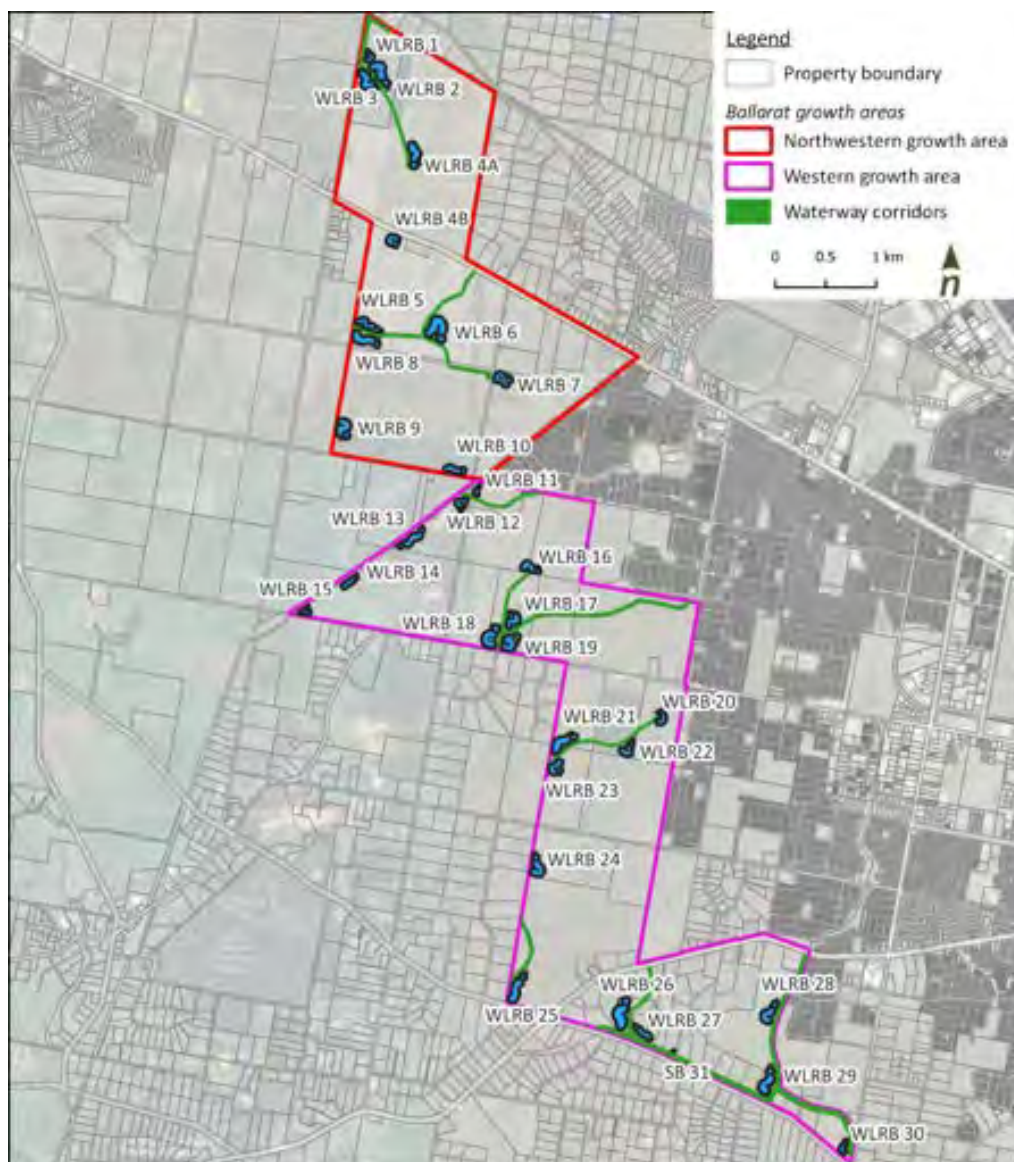 Legend
Property boundary
Ballarat growth areas
Northwestern growth area
Western growth area
Waterway corridors
0 0.5 1 km
n
WLRB 1
WLRB 2
WLRB 3
WLRB 4A
WLRB 4B
WLRB 5
WLRB 6
WLRB 8
WLRB 7
WLRB 9
WLRB 10
WLRB 11
WLRB 12
WLRB 13
WLRB 16
WLRB 14
WLRB 15
WLRB 17
WLRB 18
WLRB 19
WLRB 20
WLRB 21
WLRB 22
WLRB 23
WLRB 24
WLRB 26
WLRB 28
WLRB 25
WLRB 27
SB 31
WLRB 29
WLRB 30